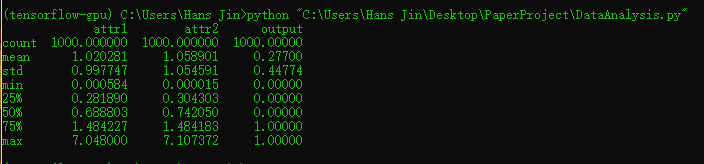 (tensorflow-gpu) C:\Users\Hans Jin>python "C:\Users\Hans Jin\Desktop\PaperProject\DataAnalysis.py"
attr1 attr2 output
count 1000.000000 1000.000000 1000.00000
mean 1.020281 1.058901 0.27700
std 0.997747 1.054591 0.44774
min 0.000584 0.000015 0.00000
25% 0.281890 0.304303 0.00000
50% 0.688803 0.742050 0.00000
75% 1.484227 1.484183 1.00000
max 7.048000 7.107372 1.00000